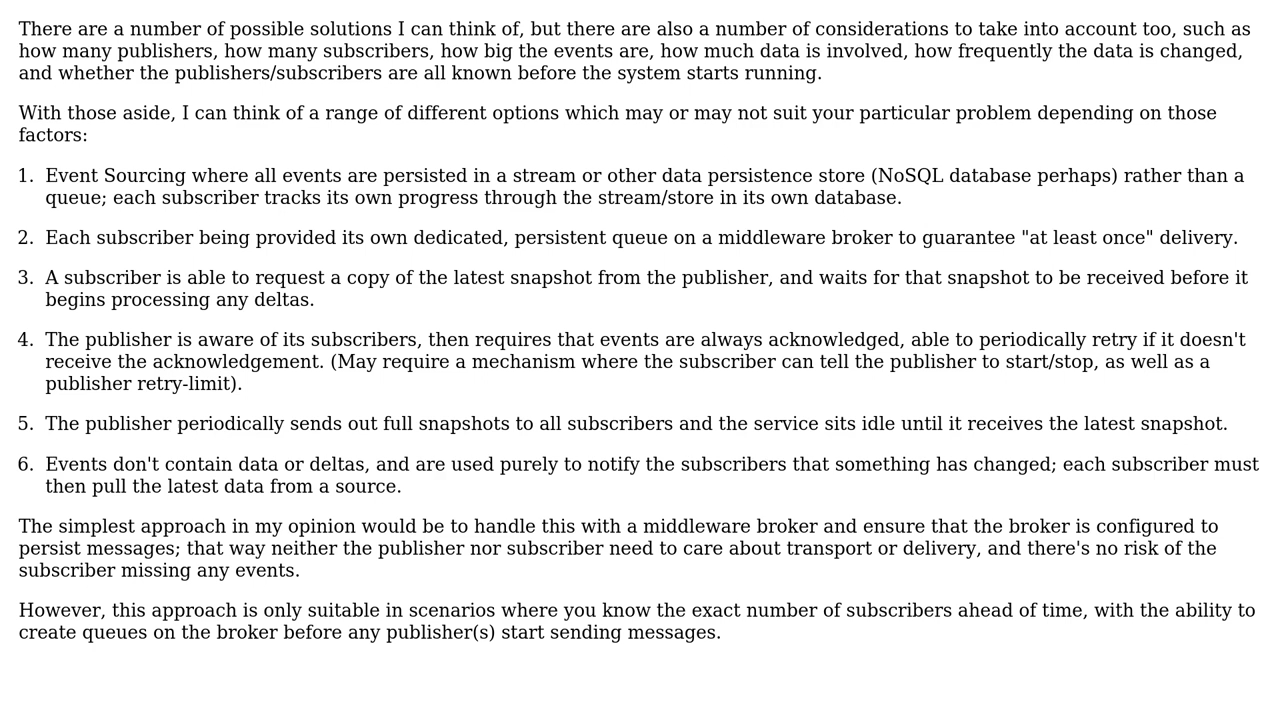 There are a number of possible solutions I can think of, but there are also a number of considerations to take into account too, such as
how many publishers, how many subscribers, how big the events are, how much data is involved, how frequently the data is changed,
and whether the publishers/subscribers are all known before the system starts running.
With those aside, I can think of a range of different options which may or may not suit your particular problem depending on those
factors:
1. Event Sourcing where all events are persisted in a stream or other data persistence store (NoSQL database perhaps) rather than a
queue; each subscriber tracks its own progress through the stream/store in its own database.
2. Each subscriber being provided its own dedicated, persistent queue on a middleware broker to guarantee "at least once" delivery.
3. A subscriber is able to request a copy of the latest snapshot from the publisher, and waits for that snapshot to be received before it
begins processing any deltas.
4. The publisher is aware of its subscribers, then requires that events are always acknowledged, able to periodically retry if it doesn't
receive the acknowledgement. (May require a mechanism where the subscriber can tell the publisher to start/stop, as well as a
publisher retry-limit).
5. The publisher periodically sends out full snapshots to all subscribers and the service sits idle until it receives the latest snapshot.
6. Events don't contain data or deltas, and are used purely to notify the subscribers that something has changed; each subscriber must
then pull the latest data from a source.
The simplest approach in my opinion would be to handle this with a middleware broker and ensure that the broker is configured to
persist messages; that way neither the publisher nor subscriber need to care about transport or delivery, and there's no risk of the
subscriber missing any events.
However, this approach is only suitable in scenarios where you know the exact number of subscribers ahead of time, with the ability to
create queues on the broker before any publisher(s) start sending messages.